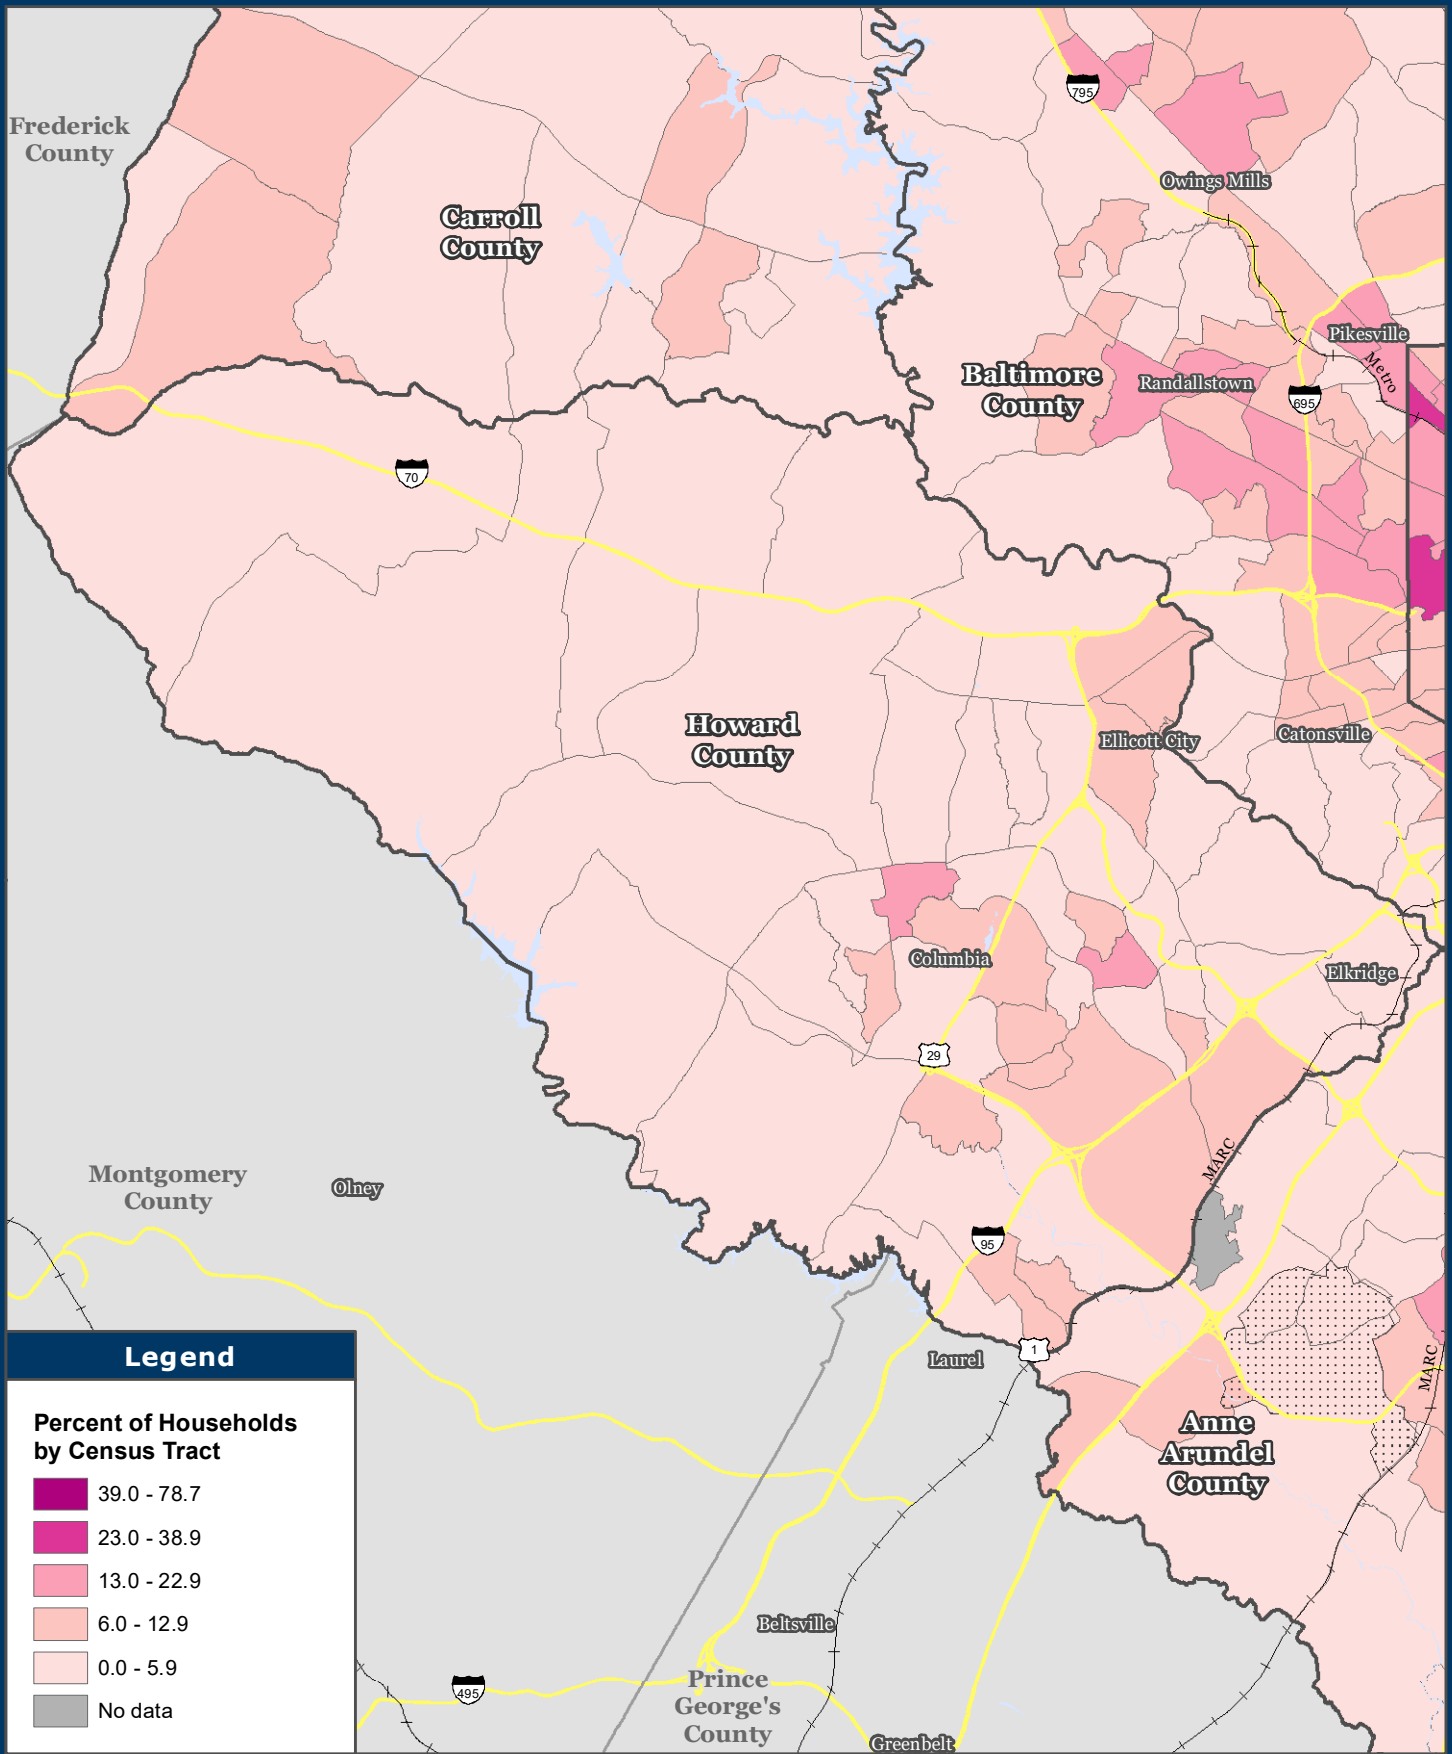 795
Frederick
County
Owings Mills
Carroll
County
Pikesville
Metro
Baltimore
County
Randallstown
695
70
Howard
County
Ellicott City
Catonsville
Columbia
Elkridge
29
MARC
Montgomery
County
Olney
95
Laurel
1
MARC
Anne
Arundel
County
Beltsville
Prince
George's
County
495
Greenbelt
Legend
Percent of Households
by Census Tract
39.0 - 78.7
23.0 - 38.9
13.0 - 22.9
6.0 - 12.9
0.0 - 5.9
No data